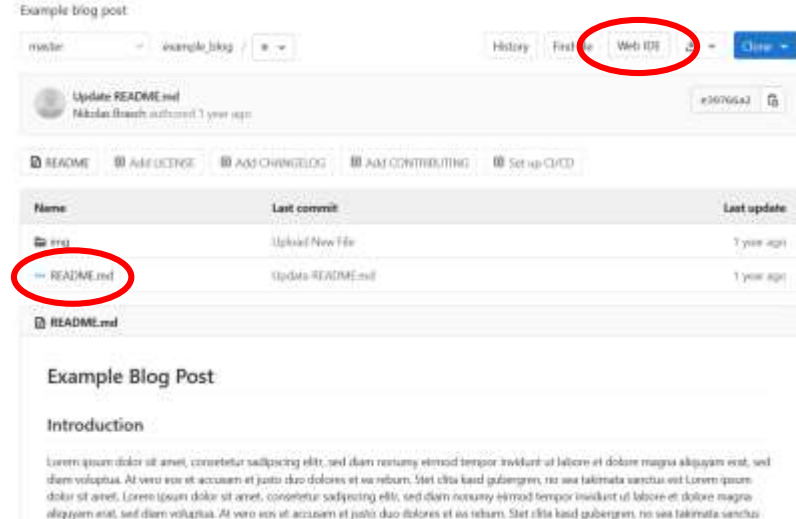 Example blog post
master example_blog / + History Find file Web IDE Clone
Update README.md
Nikolas Brasch authored 1 year ago e39766a2
README Add LICENSE Add CHANGELOG Add CONTRIBUTING Set up CI/CD
Name Last commit Last update
img Upload New File 1 year ago
README.md Update README.md 1 year ago
README.md
Example Blog Post
Introduction
Lorem ipsum dolor sit amet, consetetur sadipscing elitr, sed diam nonumy eirmod tempor invidunt ut labore et dolore magna aliquyam erat, sed
diam voluptua. At vero eos et accusam et justo duo dolores et ea rebum. Stet clita kasd gubergren, no sea takimata sanctus est Lorem ipsum
dolor sit amet. Lorem ipsum dolor sit amet, consetetur sadipscing elitr, sed diam nonumy eirmod tempor invidunt ut labore et dolore magna
aliquyam erat, sed diam voluptua. At vero eos et accusam et justo duo dolores et ea rebum. Stet clita kasd gubergren, no sea takimata sanctus